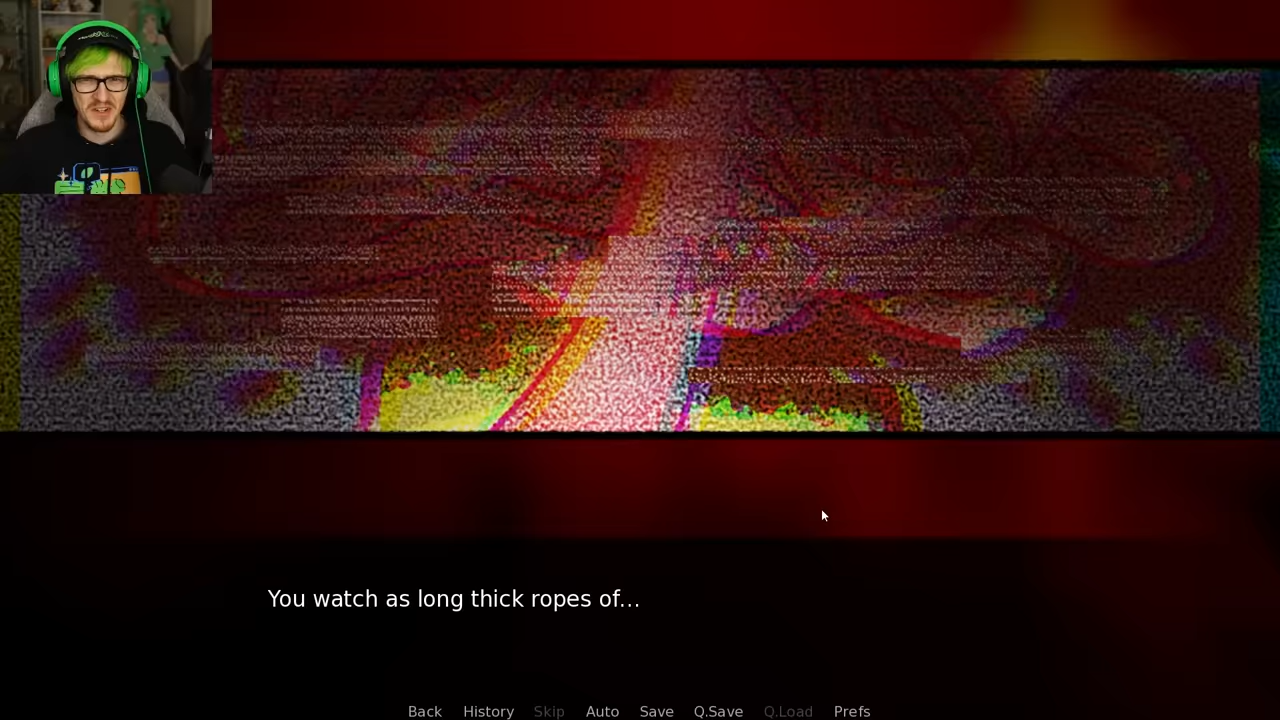 You watch as long thick ropes of...
Back History Skip Auto Save Q.Save Q.Load Prefs